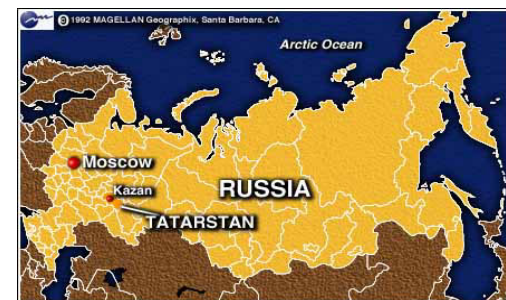 © 1992 MAGELLAN Geographix, Santa Barbara, CA
Arctic Ocean
Moscow
Kazan
RUSSIA
TATARSTAN